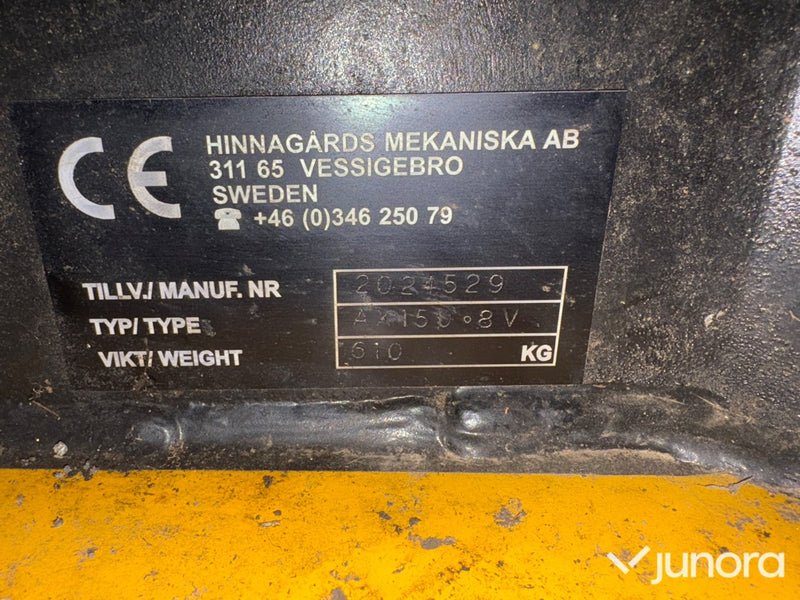 CE
HINNAGÅRDS MEKANISKA AB
311 65 VESSIGEBRO
SWEDEN
☎ +46 (0)346 250 79
TILLV./ MANUF. NR 2024529
TYP/ TYPE
VIKT/ WEIGHT 610 KG
junora